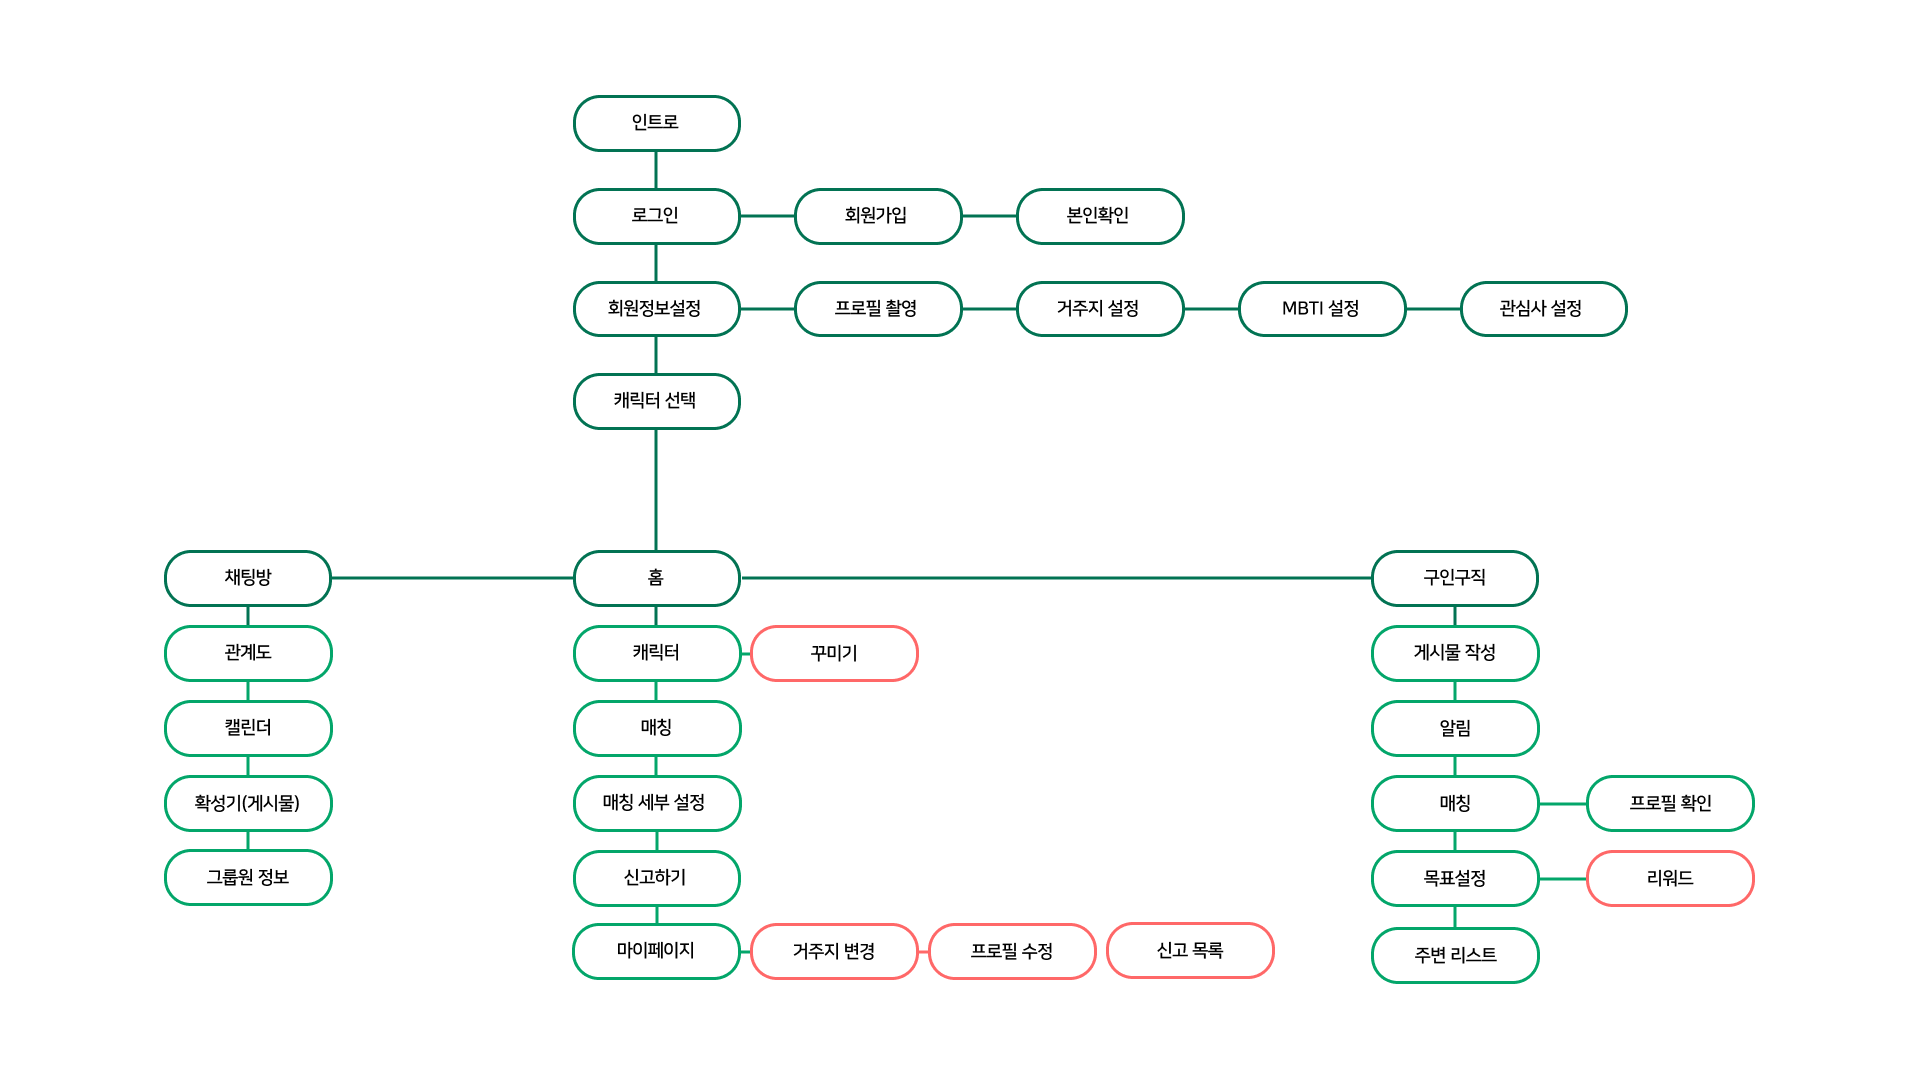 인트로
로그인
회원가입
본인확인
회원정보설정
프로필 촬영
거주지 설정
MBTI 설정
관심사 설정
캐릭터 선택
채팅방
홈
구인구직
관계도
캐릭터
꾸미기
게시물 작성
캘린더
매칭
알림
확성기(게시물)
매칭 세부 설정
매칭
프로필 확인
그룹원 정보
신고하기
목표설정
리워드
마이페이지
거주지 변경
프로필 수정
신고 목록
주변 리스트